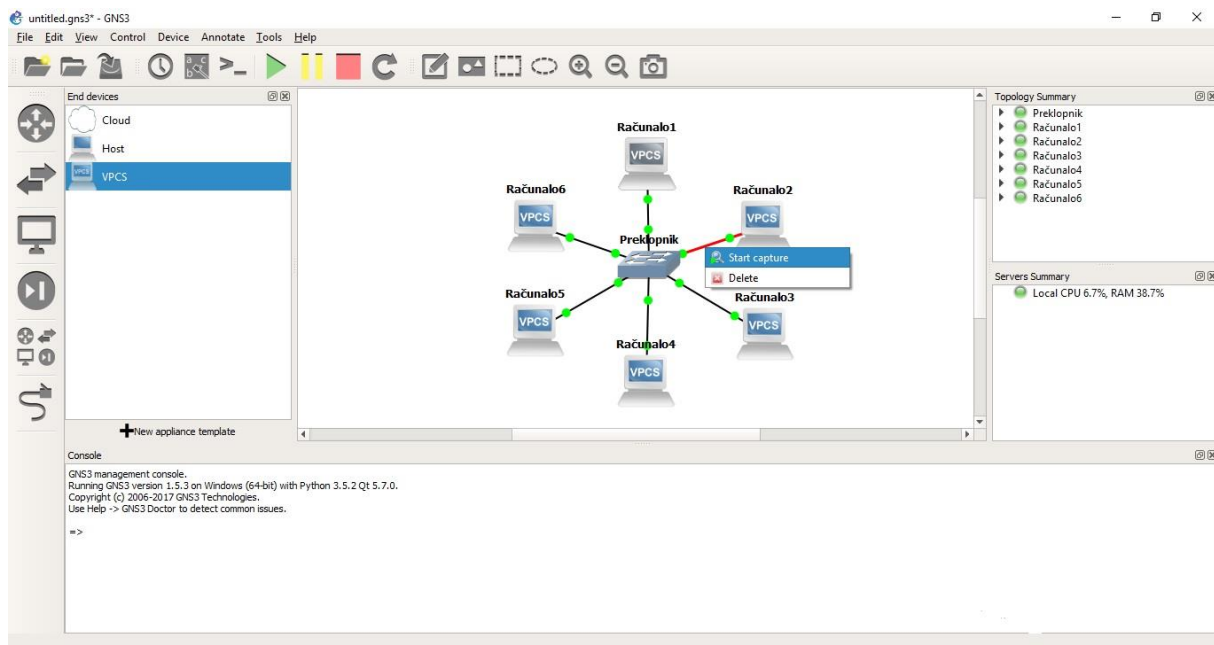 untitled.gns3* - GNS3
File Edit View Control Device Annotate Tools Help
End devices
Cloud
Host
VPCS
New appliance template
Računalo1
VPCS
Računalo6
VPCS
Računalo2
VPCS
Preklopnik
Start capture
Delete
Računalo5
VPCS
Računalo3
VPCS
Računalo4
VPCS
Topology Summary
Preklopnik
Računalo1
Računalo2
Računalo3
Računalo4
Računalo5
Računalo6
Servers Summary
Local CPU 6.7%, RAM 38.7%
Console
GNS3 management console.
Running GNS3 version 1.5.3 on Windows (64-bit) with Python 3.5.2 Qt 5.7.0.
Copyright (c) 2006-2017 GNS3 Technologies.
Use Help -> GNS3 Doctor to detect common issues.
=>